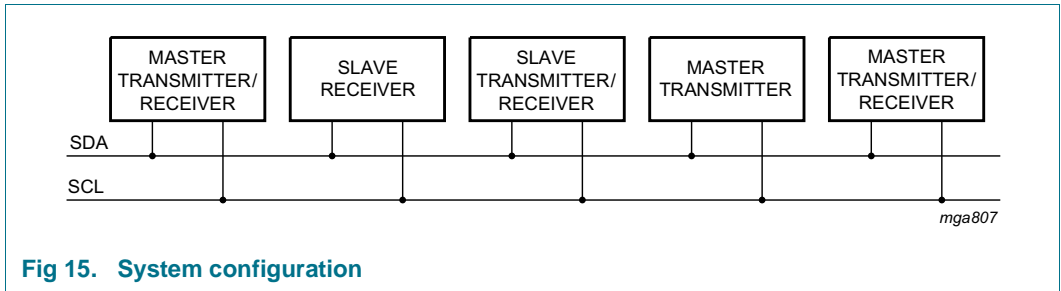 MASTER
TRANSMITTER/
RECEIVER
SLAVE
RECEIVER
SLAVE
TRANSMITTER/
RECEIVER
MASTER
TRANSMITTER
MASTER
TRANSMITTER/
RECEIVER
SDA
SCL
mga807
Fig 15. System configuration